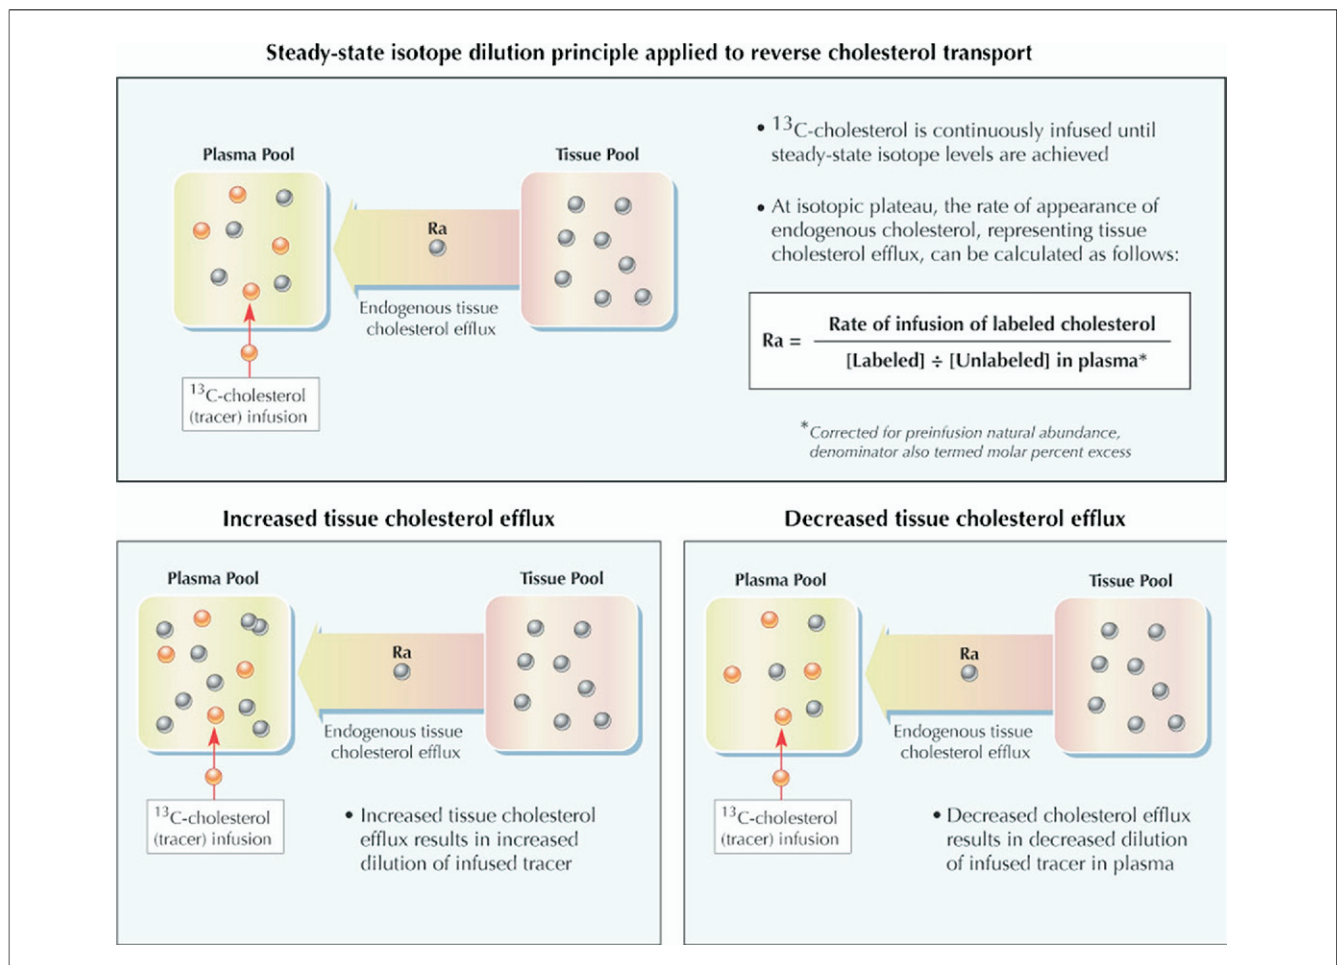 Steady-state isotope dilution principle applied to reverse cholesterol transport
Plasma Pool
Tissue Pool
Ra
Endogenous tissue
cholesterol efflux
¹³C-cholesterol
(tracer) infusion
• ¹³C-cholesterol is continuously infused until
steady-state isotope levels are achieved
• At isotopic plateau, the rate of appearance of
endogenous cholesterol, representing tissue
cholesterol efflux, can be calculated as follows:
Ra =
Rate of infusion of labeled cholesterol
[Labeled] ÷ [Unlabeled] in plasma*
*Corrected for preinfusion natural abundance,
denominator also termed molar percent excess
Increased tissue cholesterol efflux
Plasma Pool
Tissue Pool
Ra
Endogenous tissue
cholesterol efflux
¹³C-cholesterol
(tracer) infusion
• Increased tissue cholesterol
efflux results in increased
dilution of infused tracer
Decreased tissue cholesterol efflux
Plasma Pool
Tissue Pool
Ra
Endogenous tissue
cholesterol efflux
¹³C-cholesterol
(tracer) infusion
• Decreased cholesterol efflux
results in decreased dilution
of infused tracer in plasma